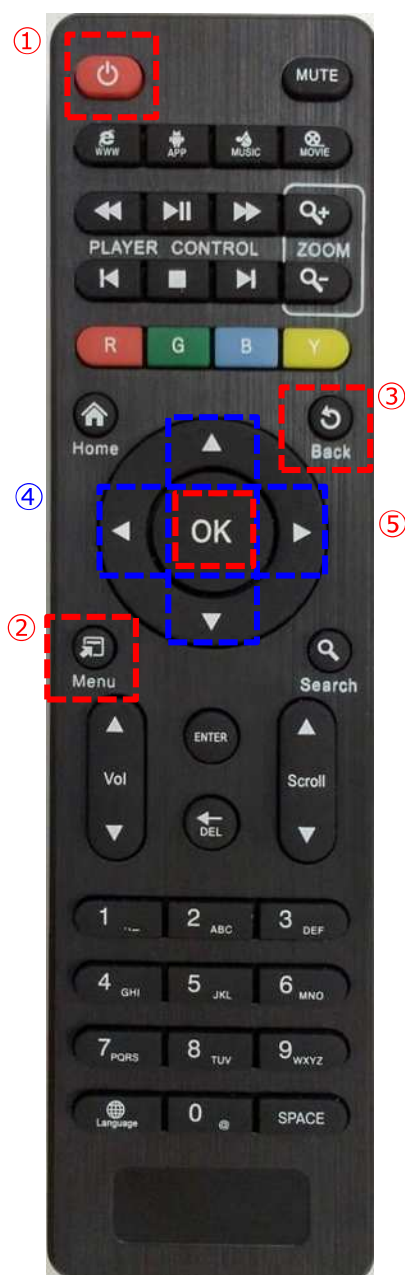 ①
MUTE
WWW APP MUSIC MOVIE
PLAYER CONTROL ZOOM
R G B Y
③
Home Back
④ OK ⑤
②
Menu Search
ENTER
Vol Scroll
DEL
1 2 ABC 3 DEF
4 GHI 5 JKL 6 MNO
7 PQRS 8 TUV 9 WXYZ
Language 0 @ SPACE